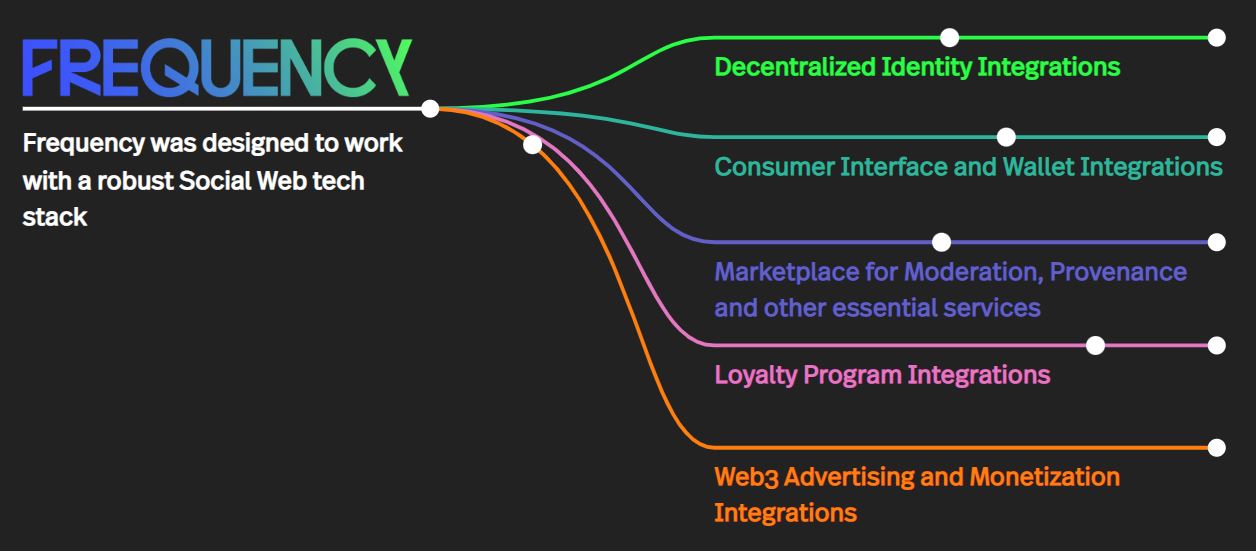 FREQUENCY
Frequency was designed to work
with a robust Social Web tech
stack
Decentralized Identity Integrations
Consumer Interface and Wallet Integrations
Marketplace for Moderation, Provenance
and other essential services
Loyalty Program Integrations
Web3 Advertising and Monetization
Integrations